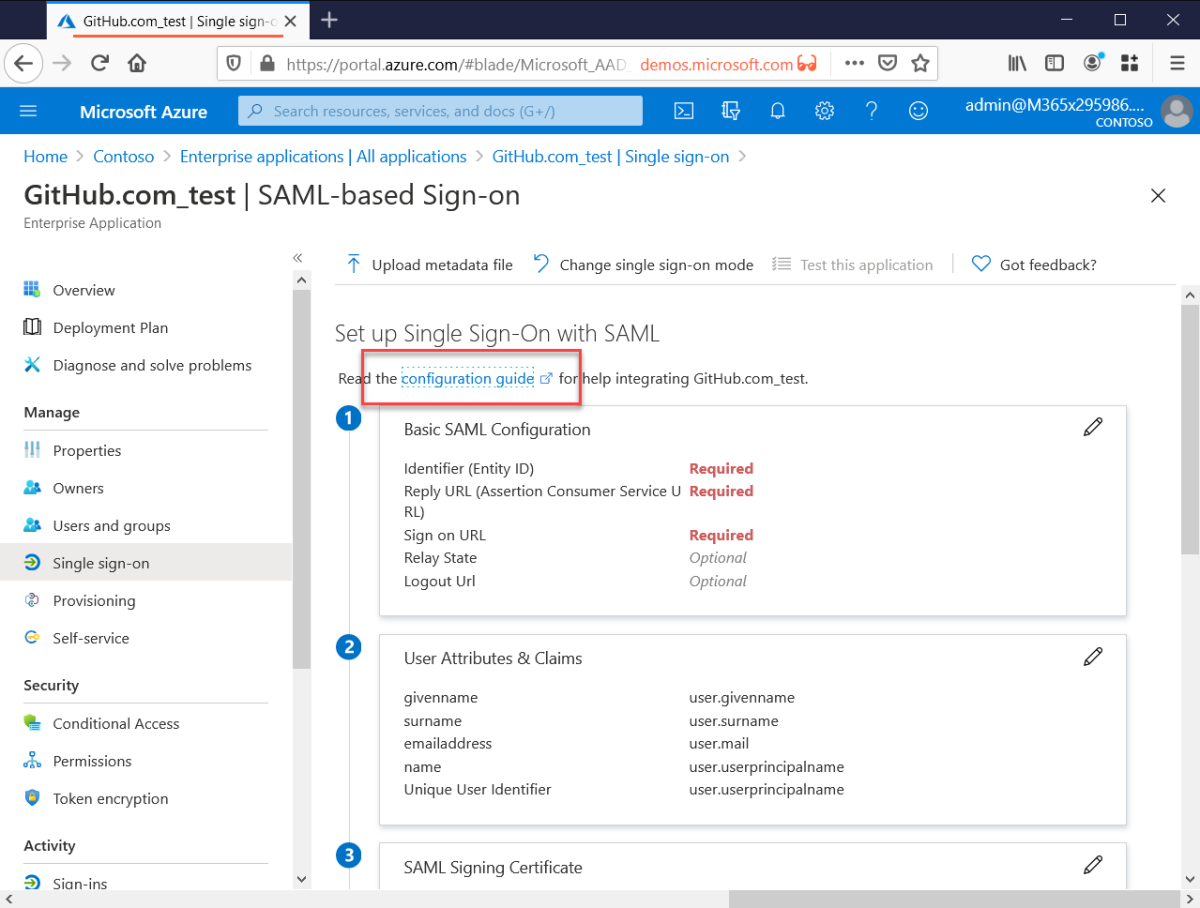 GitHub.com_test | Single sign-o
https://portal.azure.com/#blade/Microsoft_AAD_ demos.microsoft.com
Microsoft Azure
Search resources, services, and docs (G+/)
admin@M365x295986....
CONTOSO
Home > Contoso > Enterprise applications | All applications > GitHub.com_test | Single sign-on >
GitHub.com_test | SAML-based Sign-on
Enterprise Application
«
Overview
Deployment Plan
Diagnose and solve problems
Manage
Properties
Owners
Users and groups
Single sign-on
Provisioning
Self-service
Security
Conditional Access
Permissions
Token encryption
Activity
Sign-ins
Upload metadata file
Change single sign-on mode
Test this application
Got feedback?
Set up Single Sign-On with SAML
Read the configuration guide for help integrating GitHub.com_test.
1
Basic SAML Configuration
Identifier (Entity ID) Required
Reply URL (Assertion Consumer Service U Required
RL)
Sign on URL Required
Relay State Optional
Logout Url Optional
2
User Attributes & Claims
givenname user.givenname
surname user.surname
emailaddress user.mail
name user.userprincipalname
Unique User Identifier user.userprincipalname
3
SAML Signing Certificate